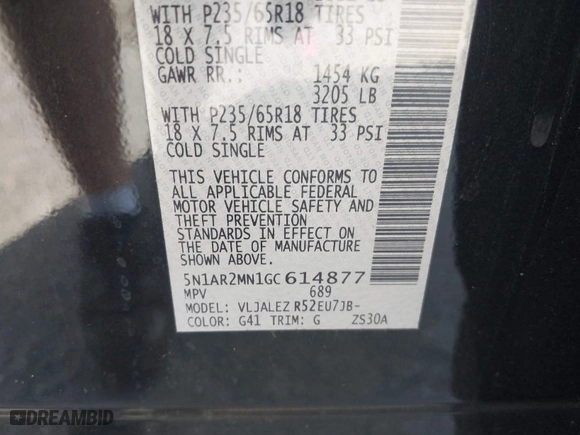 WITH P235/65R18 TIRES
18 X 7.5 RIMS AT 33 PSI
COLD SINGLE
GAWR RR.: 1454 KG
3205 LB
WITH P235/65R18 TIRES
18 X 7.5 RIMS AT 33 PSI
COLD SINGLE
THIS VEHICLE CONFORMS TO
ALL APPLICABLE FEDERAL
MOTOR VEHICLE SAFETY AND
THEFT PREVENTION
STANDARDS IN EFFECT ON
THE DATE OF MANUFACTURE
SHOWN ABOVE.
5N1AR2MN1GC614877
MPV 689
MODEL: VLJALEZ R52EU7JB-
COLOR: G41 TRIM: G ZS30A
DREAMBID